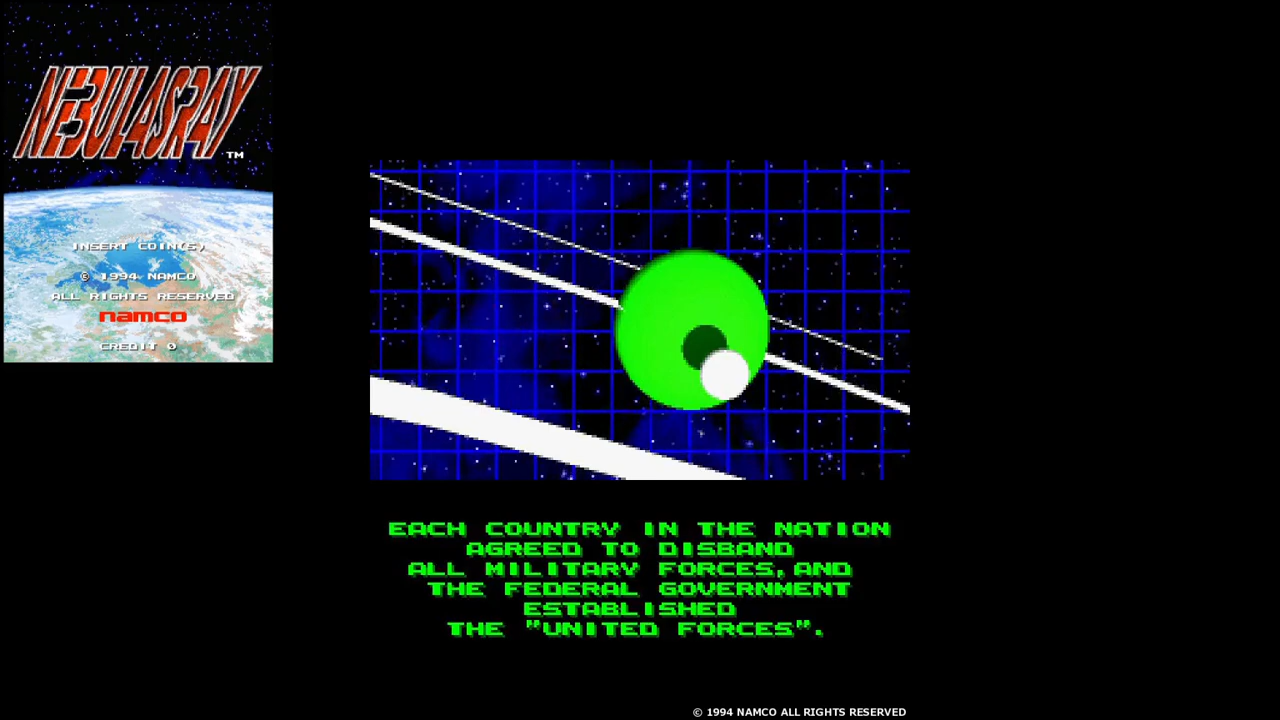 NEBULASRAY
TM
INSERT COIN(S)
© 1994 NAMCO
ALL RIGHTS RESERVED
namco
CREDIT 0
EACH COUNTRY IN THE NATION
AGREED TO DISBAND
ALL MILITARY FORCES,AND
THE FEDERAL GOVERNMENT
ESTABLISHED
THE "UNITED FORCES".
© 1994 NAMCO ALL RIGHTS RESERVED